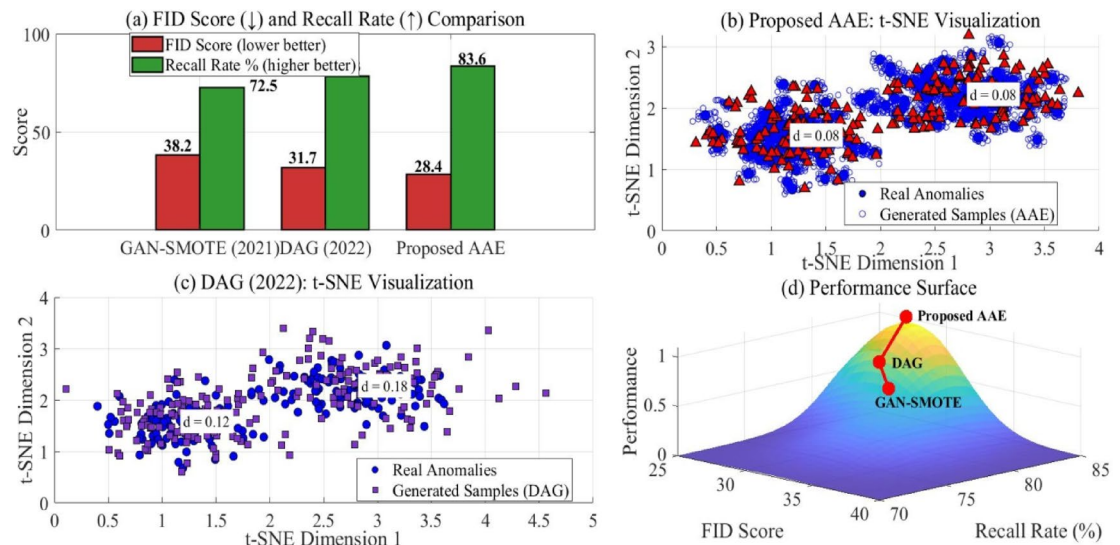 (a) FID Score (↓) and Recall Rate (↑) Comparison
100
50
0
Score
FID Score (lower better)
Recall Rate % (higher better)
38.2
72.5
31.7
28.4
83.6
GAN-SMOTE (2021)
DAG (2022)
Proposed AAE
(b) Proposed AAE: t-SNE Visualization
3
2
1
0
t-SNE Dimension 2
d = 0.08
d = 0.08
Real Anomalies
Generated Samples (AAE)
0 0.5 1 1.5 2 2.5 3 3.5 4
t-SNE Dimension 1
(c) DAG (2022): t-SNE Visualization
4
3
2
1
0
t-SNE Dimension 2
d = 0.18
d = 0.12
Real Anomalies
Generated Samples (DAG)
0 0.5 1 1.5 2 2.5 3 3.5 4 4.5 5
t-SNE Dimension 1
(d) Performance Surface
Proposed AAE
DAG
GAN-SMOTE
1
0.5
0
Performance
25
30
35
40
FID Score
70
75
80
85
Recall Rate (%)